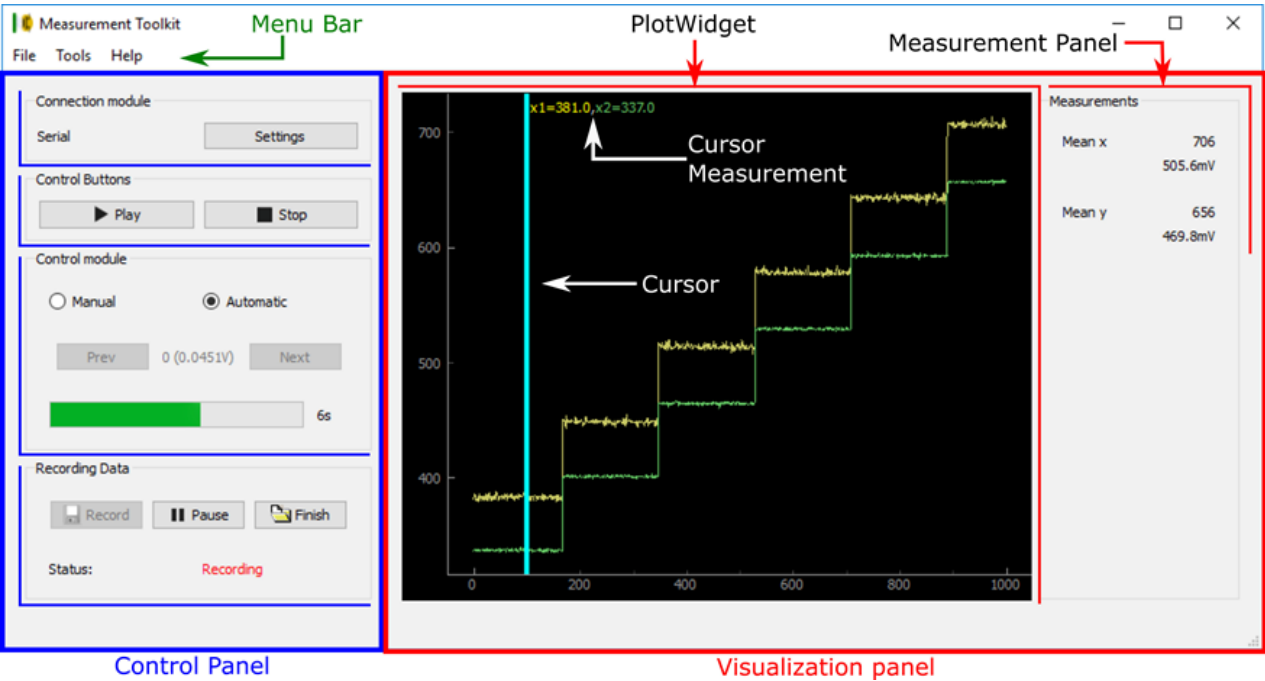 Measurement Toolkit
Menu Bar
PlotWidget
Measurement Panel
File Tools Help
Connection module
Serial Settings
Control Buttons
Play Stop
Control module
Manual Automatic
Prev 0 (0.0451V) Next
6s
Recording Data
Record Pause Finish
Status: Recording
Control Panel
x1=381.0,x2=337.0
Cursor
Measurement
Cursor
700
600
500
400
0 200 400 600 800 1000
Measurements
Mean x 706
505.6mV
Mean y 656
469.8mV
Visualization panel